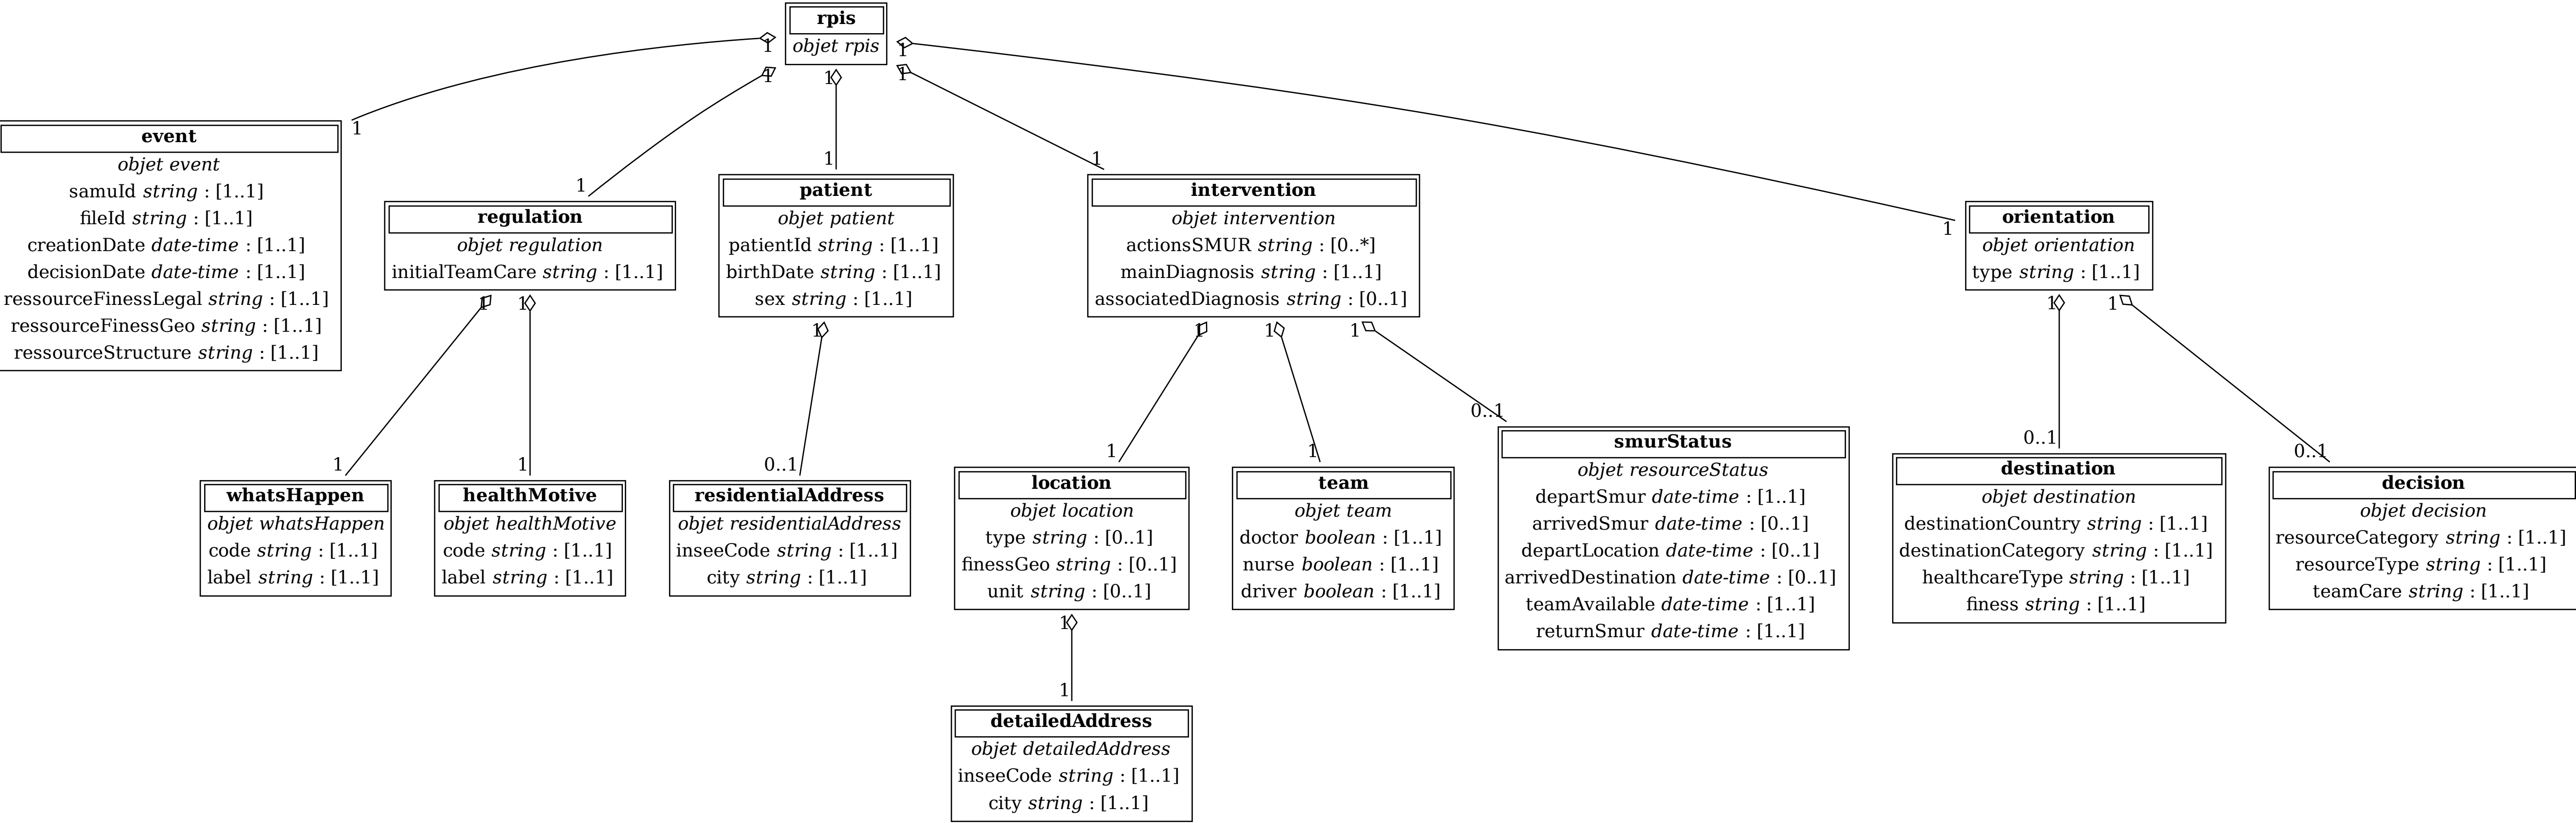 rpis
objet rpis
1
1
1
1
1
1
1
1
1
1
event
objet event
samuId string : [1..1]
fileId string : [1..1]
creationDate date-time : [1..1]
decisionDate date-time : [1..1]
ressourceFinessLegal string : [1..1]
ressourceFinessGeo string : [1..1]
ressourceStructure string : [1..1]
regulation
objet regulation
initialTeamCare string : [1..1]
1
1
patient
objet patient
patientId string : [1..1]
birthDate string : [1..1]
sex string : [1..1]
1
intervention
objet intervention
actionsSMUR string : [0..*]
mainDiagnosis string : [1..1]
associatedDiagnosis string : [0..1]
1
1
1
orientation
objet orientation
type string : [1..1]
1
1
1
whatsHappen
objet whatsHappen
code string : [1..1]
label string : [1..1]
1
healthMotive
objet healthMotive
code string : [1..1]
label string : [1..1]
0..1
residentialAddress
objet residentialAddress
inseeCode string : [1..1]
city string : [1..1]
1
location
objet location
type string : [0..1]
finessGeo string : [0..1]
unit string : [0..1]
1
1
team
objet team
doctor boolean : [1..1]
nurse boolean : [1..1]
driver boolean : [1..1]
0..1
smurStatus
objet resourceStatus
departSmur date-time : [1..1]
arrivedSmur date-time : [0..1]
departLocation date-time : [0..1]
arrivedDestination date-time : [0..1]
teamAvailable date-time : [1..1]
returnSmur date-time : [1..1]
0..1
destination
objet destination
destinationCountry string : [1..1]
destinationCategory string : [1..1]
healthcareType string : [1..1]
finess string : [1..1]
0..1
decision
objet decision
resourceCategory string : [1..1]
resourceType string : [1..1]
teamCare string : [1..1]
1
detailedAddress
objet detailedAddress
inseeCode string : [1..1]
city string : [1..1]